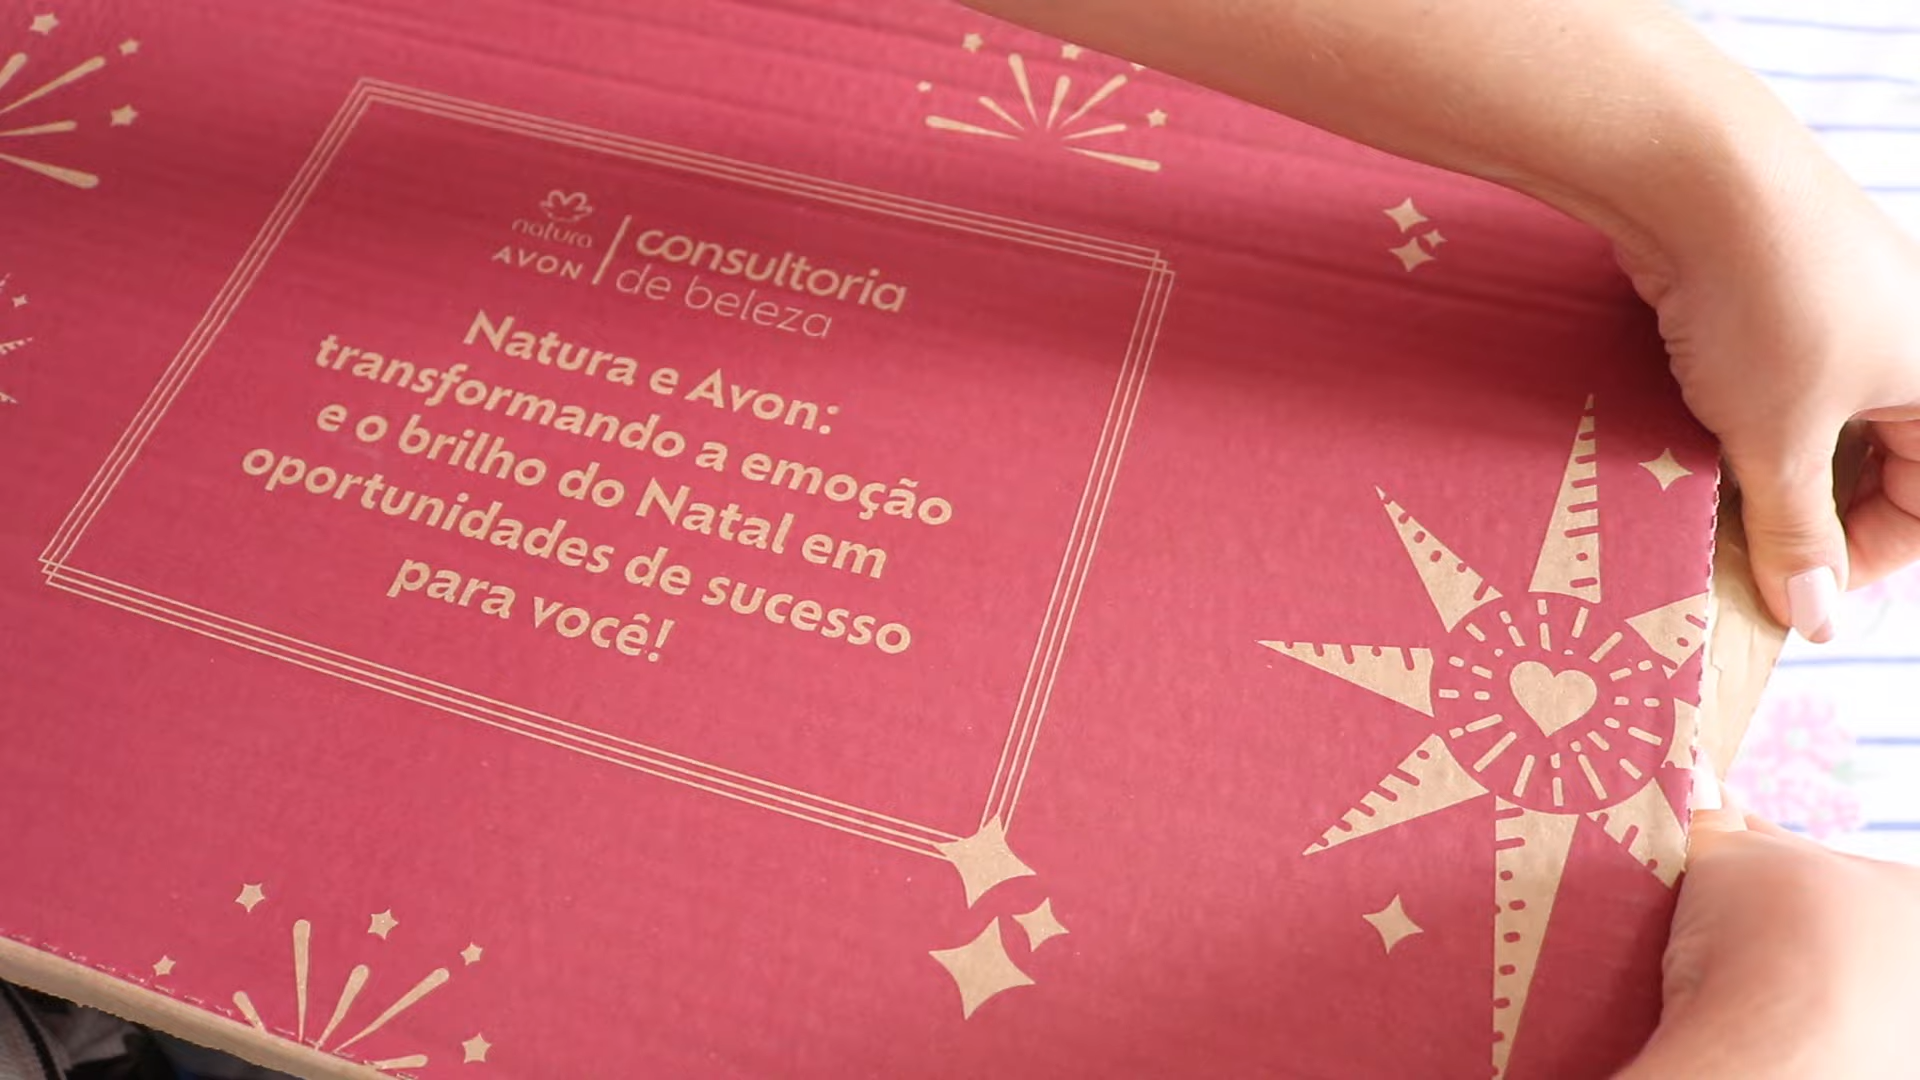 natura
AVON
consultoria
de beleza
Natura e Avon:
transformando a emoção
e o brilho do Natal em
oportunidades de sucesso
para você!